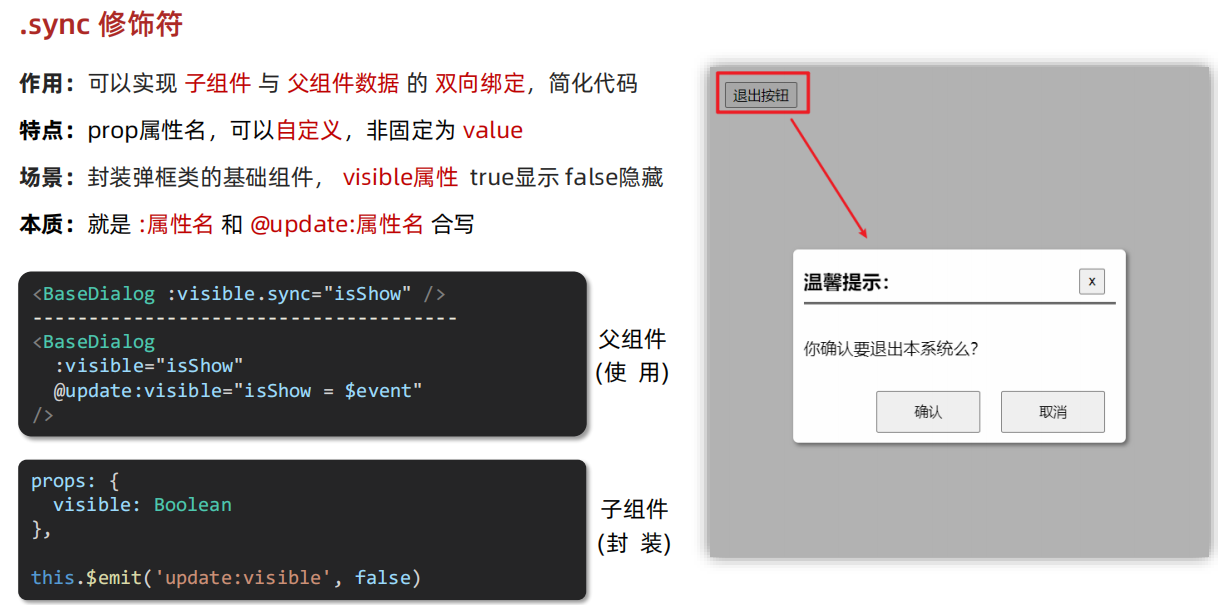 .sync 修饰符
作用：可以实现 子组件 与 父组件数据 的 双向绑定，简化代码
特点：prop属性名，可以自定义，非固定为 value
场景：封装弹框类的基础组件， visible属性 true显示 false隐藏
本质：就是 :属性名 和 @update:属性名 合写
<BaseDialog :visible.sync="isShow" />
--------------------------------------
<BaseDialog
:visible="isShow"
@update:visible="isShow = $event"
/>
父组件
(使 用)
props: {
visible: Boolean
},
this.$emit('update:visible', false)
子组件
(封 装)
退出按钮
温馨提示：
x
你确认要退出本系统么？
确认
取消